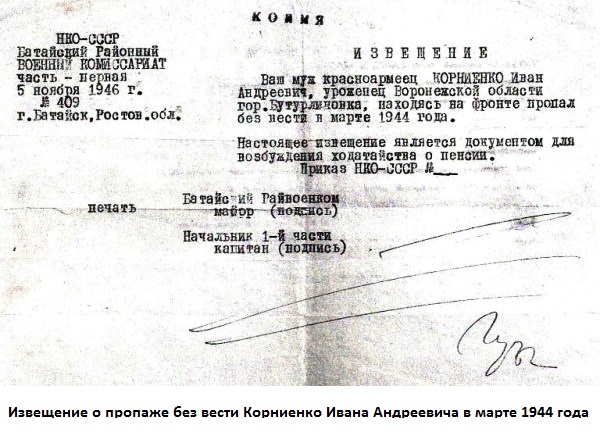 КОПИЯ
НКО-СССР
Батайский Районный
ВОЕННЫЙ КОМИССАРИАТ
часть - первая
5 ноября 1946 г.
№ 409
г.Батайск,Ростов.обл.
ИЗВЕЩЕНИЕ
Ваш муж красноармеец КОРНИЕНКО Иван
Андреевич, уроженец Воронежской области
гор.Бутурлиновка, находясь на фронте пропал
без вести в марте 1944 года.
Настоящее извещение является документом для
возбуждения ходатайства о пенсии.
Приказ НКО-СССР №___
печать
Батайский Райвоенком
майор (подпись)
Начальник 1-й части
капитан (подпись)
Извещение о пропаже без вести Корниенко Ивана Андреевича в марте 1944 года